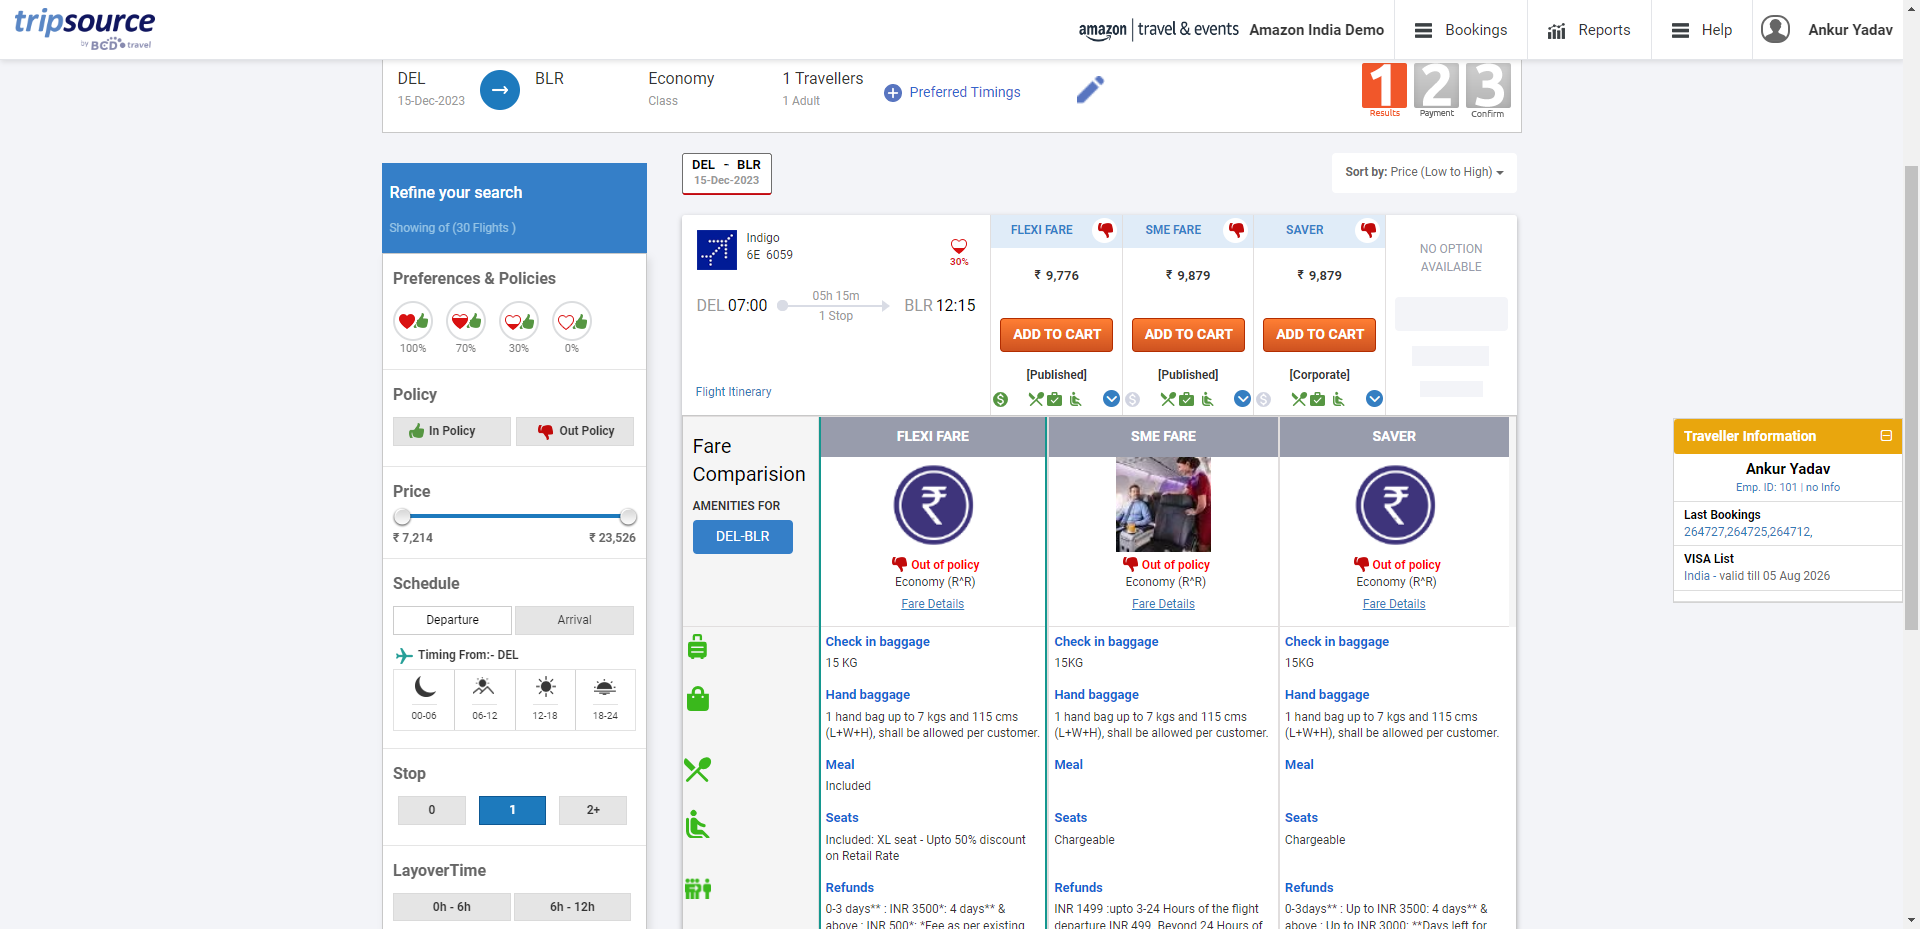 tripsource
by BCD travel
amazon | travel & events
Amazon India Demo
Bookings
Reports
Help
Ankur Yadav
DEL
15-Dec-2023
BLR
Economy
Class
1 Travellers
1 Adult
Preferred Timings
1 2 3
Results
Payment
Confirm
Refine your search
Showing of (30 Flights )
Preferences & Policies
100%
70%
30%
0%
Policy
In Policy
Out Policy
Price
₹ 7,214
₹ 23,526
Schedule
Departure
Arrival
Timing From:- DEL
00-06
06-12
12-18
18-24
Stop
0
1
2+
LayoverTime
0h - 6h
6h - 12h
DEL - BLR
15-Dec-2023
Sort by: Price (Low to High)
Indigo
6E 6059
30%
DEL 07:00
05h 15m
1 Stop
BLR 12:15
Flight Itinerary
FLEXI FARE
₹ 9,776
ADD TO CART
[Published]
SME FARE
₹ 9,879
ADD TO CART
[Published]
SAVER
₹ 9,879
ADD TO CART
[Corporate]
NO OPTION
AVAILABLE
Fare
Comparision
AMENITIES FOR
DEL-BLR
FLEXI FARE
₹
Out of policy
Economy (R^R)
Fare Details
Check in baggage
15 KG
Hand baggage
1 hand bag up to 7 kgs and 115 cms
(L+W+H), shall be allowed per customer.
Meal
Included
Seats
Included: XL seat - Upto 50% discount
on Retail Rate
Refunds
0-3 days** : INR 3500*: 4 days** &
above : INR 500*: *Fee as per existing
SME FARE
Out of policy
Economy (R^R)
Fare Details
Check in baggage
15KG
Hand baggage
1 hand bag up to 7 kgs and 115 cms
(L+W+H), shall be allowed per customer.
Meal
Seats
Chargeable
Refunds
INR 1499 :upto 3-24 Hours of the flight
departure INR 499, Beyond 24 Hours of
SAVER
₹
Out of policy
Economy (R^R)
Fare Details
Check in baggage
15KG
Hand baggage
1 hand bag up to 7 kgs and 115 cms
(L+W+H), shall be allowed per customer.
Meal
Seats
Chargeable
Refunds
0-3days** : Up to INR 3500: 4 days** &
above : Up to INR 3000: **Days left for
Traveller Information
Ankur Yadav
Emp. ID: 101 | no Info
Last Bookings
264727,264725,264712,
VISA List
India - valid till 05 Aug 2026